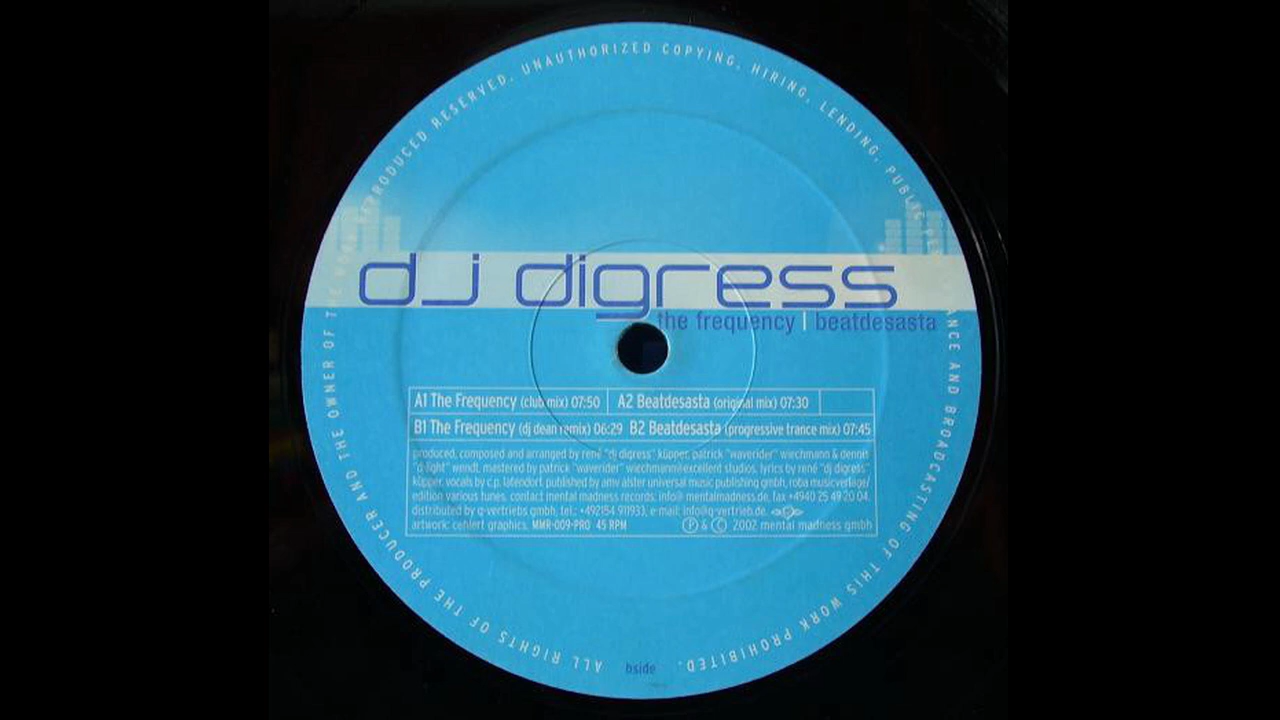 ALL RIGHTS OF THE PRODUCER AND THE OWNER OF THE WORK REPRODUCED RESERVED. UNAUTHORIZED COPYING, HIRING, LENDING, PUBLIC PERFORMANCE AND BROADCASTING OF THIS WORK PROHIBITED.
dj digress
the frequency | beatdesasta
A1 The Frequency (club mix) 07:50 A2 Beatdesasta (original mix) 07:30
B1 The Frequency (dj dean remix) 06:29 B2 Beatdesasta (progressive trance mix) 07:45
produced, composed and arranged by rené "dj digress" küpper, patrick "waverider" wiechmann & dennis
"d-light" wendt, mastered by patrick "waverider" wiechmann@excellent studios, lyrics by rené "dj digress"
küpper, vocals by c.p. latendorf. published by amv alster universal music publishing gmbh, roba musicverlage/
edition various tunes. contact mental madness records: info@mentalmadness.de, fax +4940 25 49 20 04.
distributed by q-vertriebs gmbh, tel.: +492154 911933, e-mail: info@q-vertrieb.de.
artwork: cehlert graphics. MMR-009-PRO 45 RPM Ⓟ & Ⓒ 2002 mental madness gmbh
bside